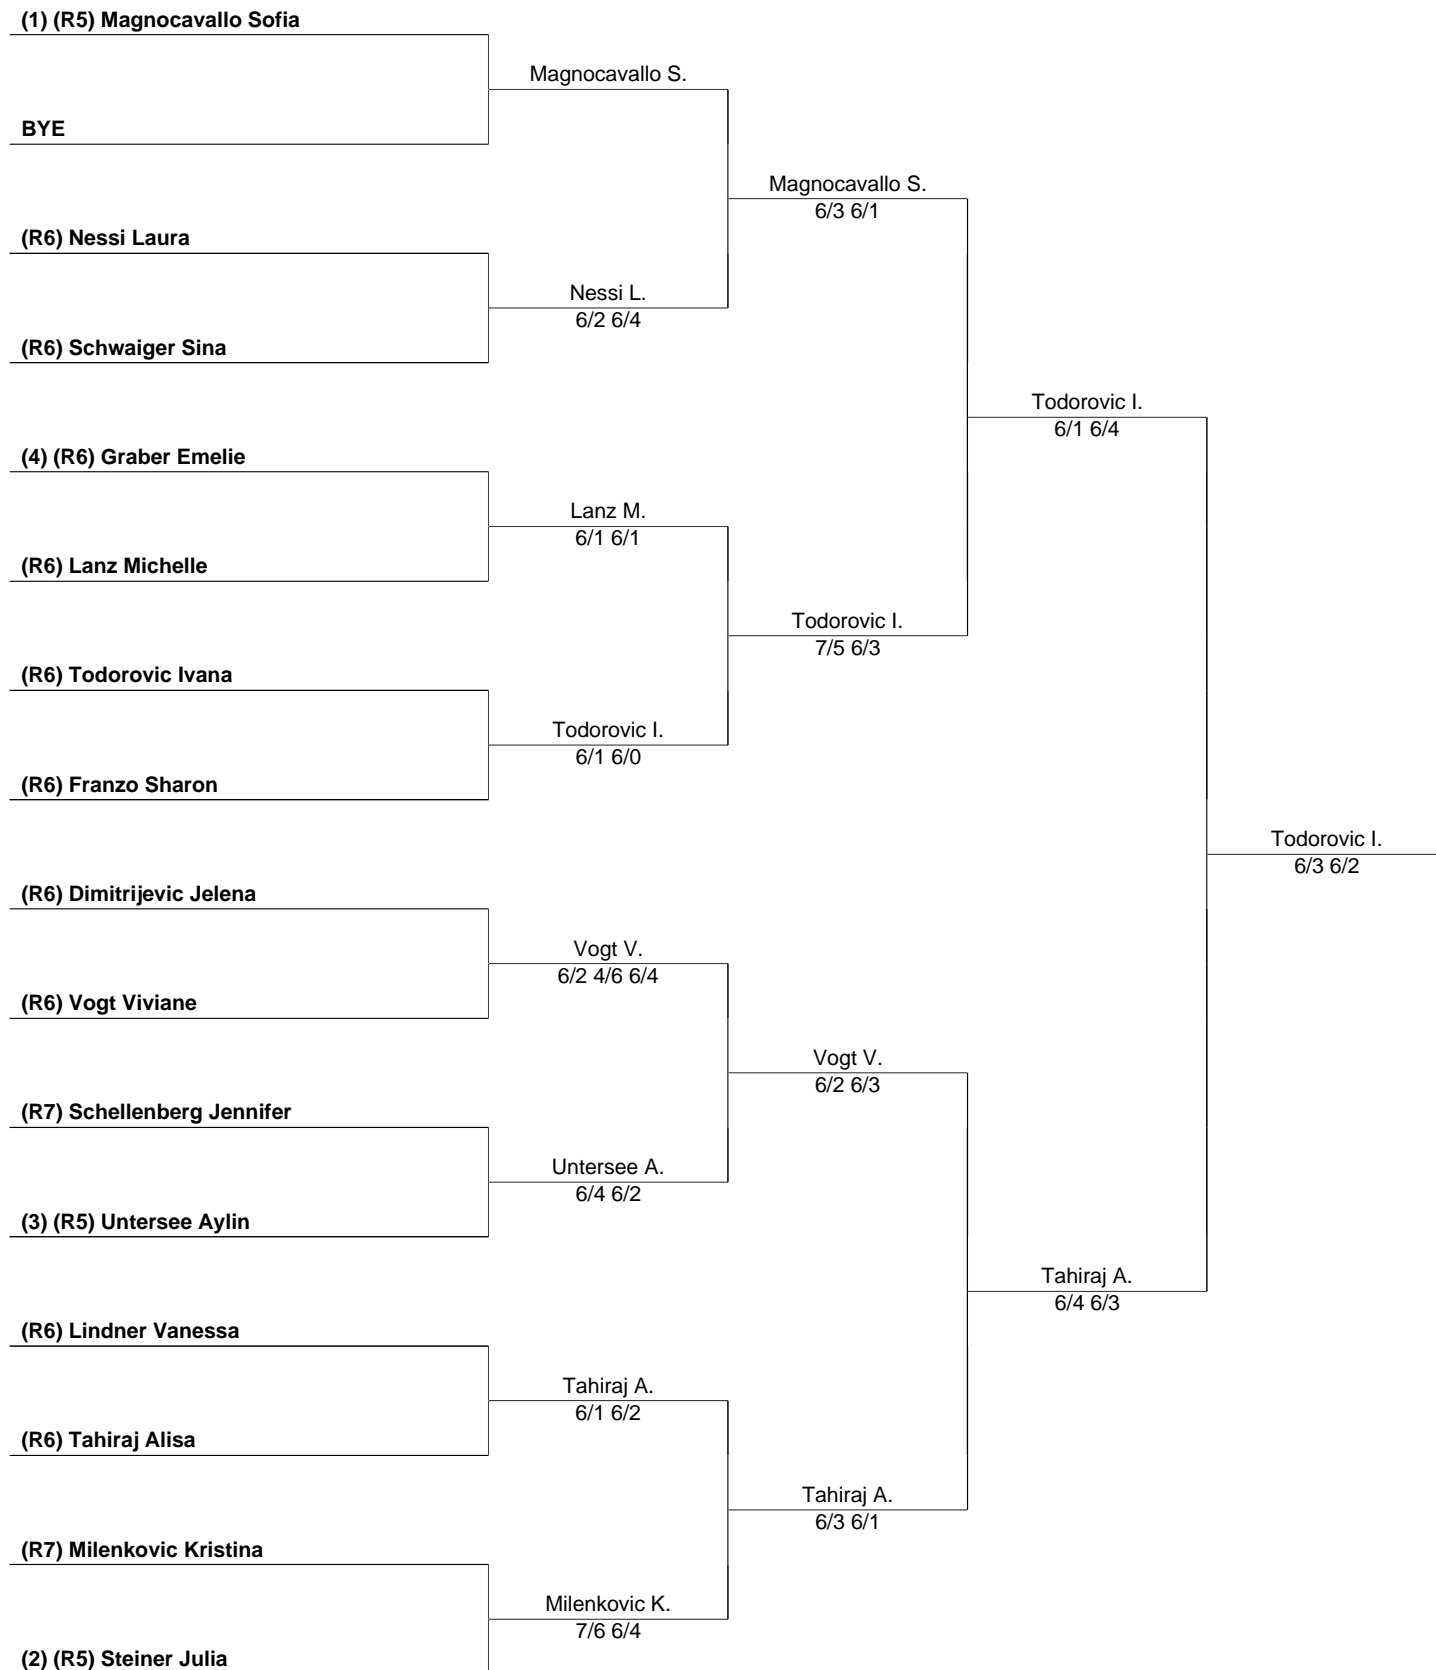 (1) (R5) Magnocavallo Sofia
Magnocavallo S.
BYE
Magnocavallo S.
6/3 6/1
(R6) Nessi Laura
Nessi L.
6/2 6/4
(R6) Schwaiger Sina
Todorovic I.
6/1 6/4
(4) (R6) Graber Emelie
Lanz M.
6/1 6/1
(R6) Lanz Michelle
Todorovic I.
7/5 6/3
(R6) Todorovic Ivana
Todorovic I.
6/1 6/0
(R6) Franzo Sharon
Todorovic I.
6/3 6/2
(R6) Dimitrijevic Jelena
Vogt V.
6/2 4/6 6/4
(R6) Vogt Viviane
Vogt V.
6/2 6/3
(R7) Schellenberg Jennifer
Untersee A.
6/4 6/2
(3) (R5) Untersee Aylin
Tahiraj A.
6/4 6/3
(R6) Lindner Vanessa
Tahiraj A.
6/1 6/2
(R6) Tahiraj Alisa
Tahiraj A.
6/3 6/1
(R7) Milenkovic Kristina
Milenkovic K.
7/6 6/4
(2) (R5) Steiner Julia